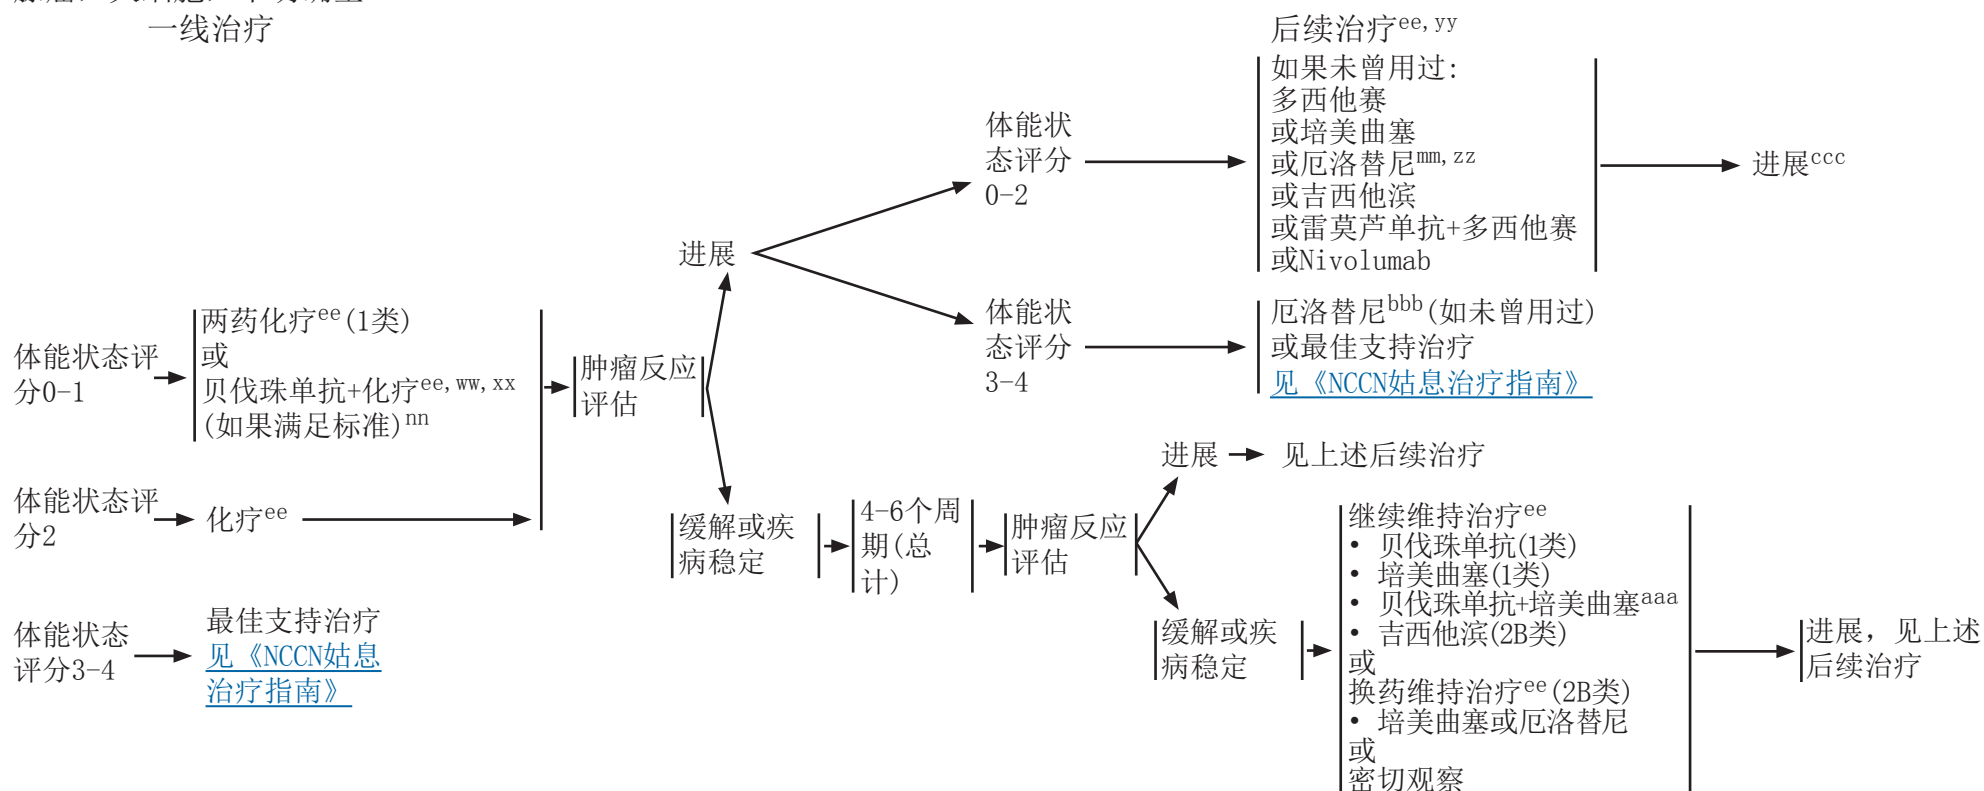 一线治疗
体能状态评
分0-1
两药化疗ee(1类)
或
贝伐珠单抗+化疗ee,ww,xx
(如果满足标准)nn
体能状态评
分2
化疗ee
体能状态
评分3-4
最佳支持治疗
见《NCCN姑息
治疗指南》
肿瘤反应
评估
进展
体能状
态评分
0-2
后续治疗ee,yy
如果未曾用过:
多西他赛
或培美曲塞
或厄洛替尼mm,zz
或吉西他滨
或雷莫芦单抗+多西他赛
或Nivolumab
进展ccc
体能状
态评分
3-4
厄洛替尼bbb(如未曾用过)
或最佳支持治疗
见《NCCN姑息治疗指南》
缓解或疾
病稳定
4-6个周
期(总
计)
肿瘤反应
评估
进展
见上述后续治疗
缓解或疾
病稳定
继续维持治疗ee
• 贝伐珠单抗(1类)
• 培美曲塞(1类)
• 贝伐珠单抗+培美曲塞aaa
• 吉西他滨(2B类)
或
换药维持治疗ee(2B类)
• 培美曲塞或厄洛替尼
或
密切观察
进展，见上述
后续治疗